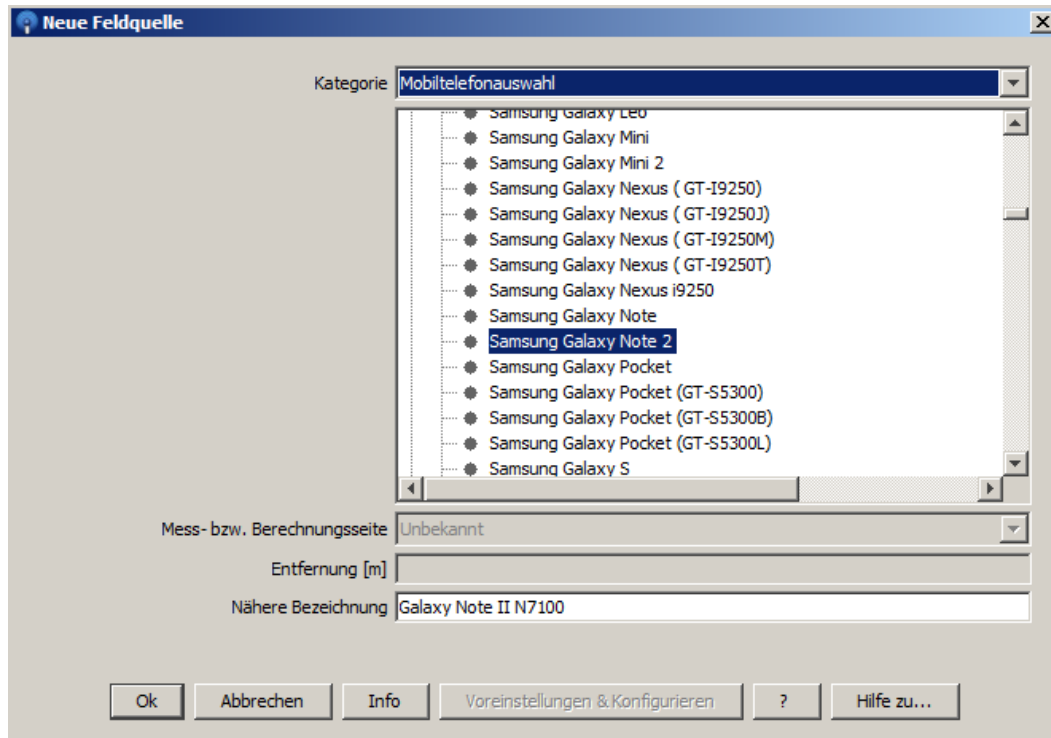 Neue Feldquelle
Kategorie Mobiltelefonauswahl
Samsung Galaxy Leo
Samsung Galaxy Mini
Samsung Galaxy Mini 2
Samsung Galaxy Nexus ( GT-I9250)
Samsung Galaxy Nexus ( GT-I9250J)
Samsung Galaxy Nexus ( GT-I9250M)
Samsung Galaxy Nexus ( GT-I9250T)
Samsung Galaxy Nexus i9250
Samsung Galaxy Note
Samsung Galaxy Note 2
Samsung Galaxy Pocket
Samsung Galaxy Pocket (GT-S5300)
Samsung Galaxy Pocket (GT-S5300B)
Samsung Galaxy Pocket (GT-S5300L)
Samsung Galaxy S
Mess- bzw. Berechnungsseite Unbekannt
Entfernung [m]
Nähere Bezeichnung Galaxy Note II N7100
Ok Abbrechen Info Voreinstellungen & Konfigurieren ? Hilfe zu...